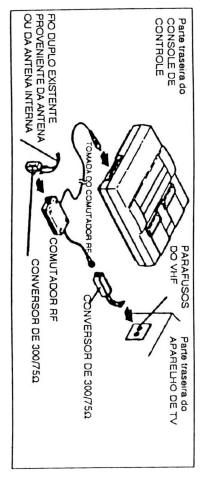 Parte traseira do
CONSOLE DE
CONTROLE
PARAFUSOS
DO VHF
Parte traseira do
APARELHO DE TV
TOMADA DO COMUTADOR RF
CONVERSOR DE 300/75Ω
FIO DUPLO EXISTENTE
PROVENIENTE DA ANTENA
OU DA ANTENA INTERNA
COMUTADOR RF
CONVERSOR DE 300/75Ω